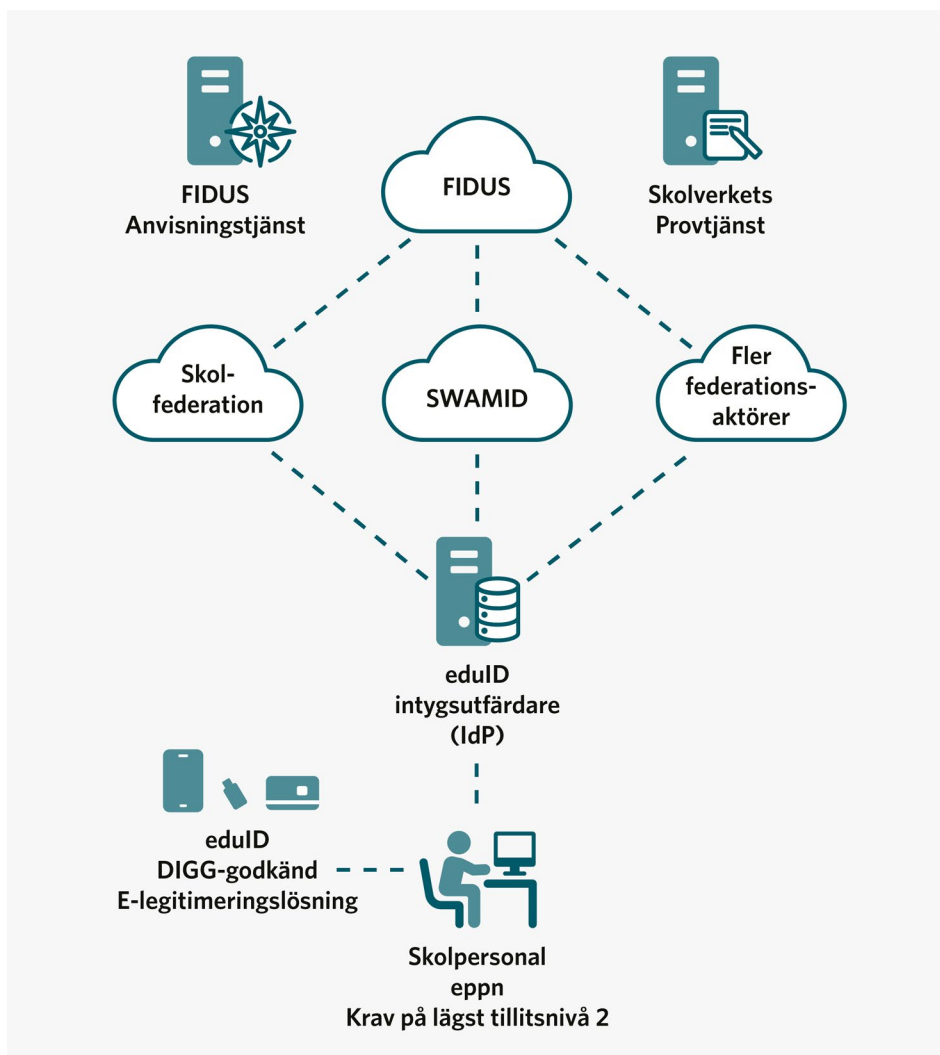 FIDUS
Anvisningstjänst
FIDUS
Skolverkets
Provtjänst
Skol-
federation
SWAMID
Fler
federations-
aktörer
eduID
intygsutfärdare
(IdP)
eduID
DIGG-godkänd
E-legitimeringslösning
Skolpersonal
eppn
Krav på lägst tillitsnivå 2